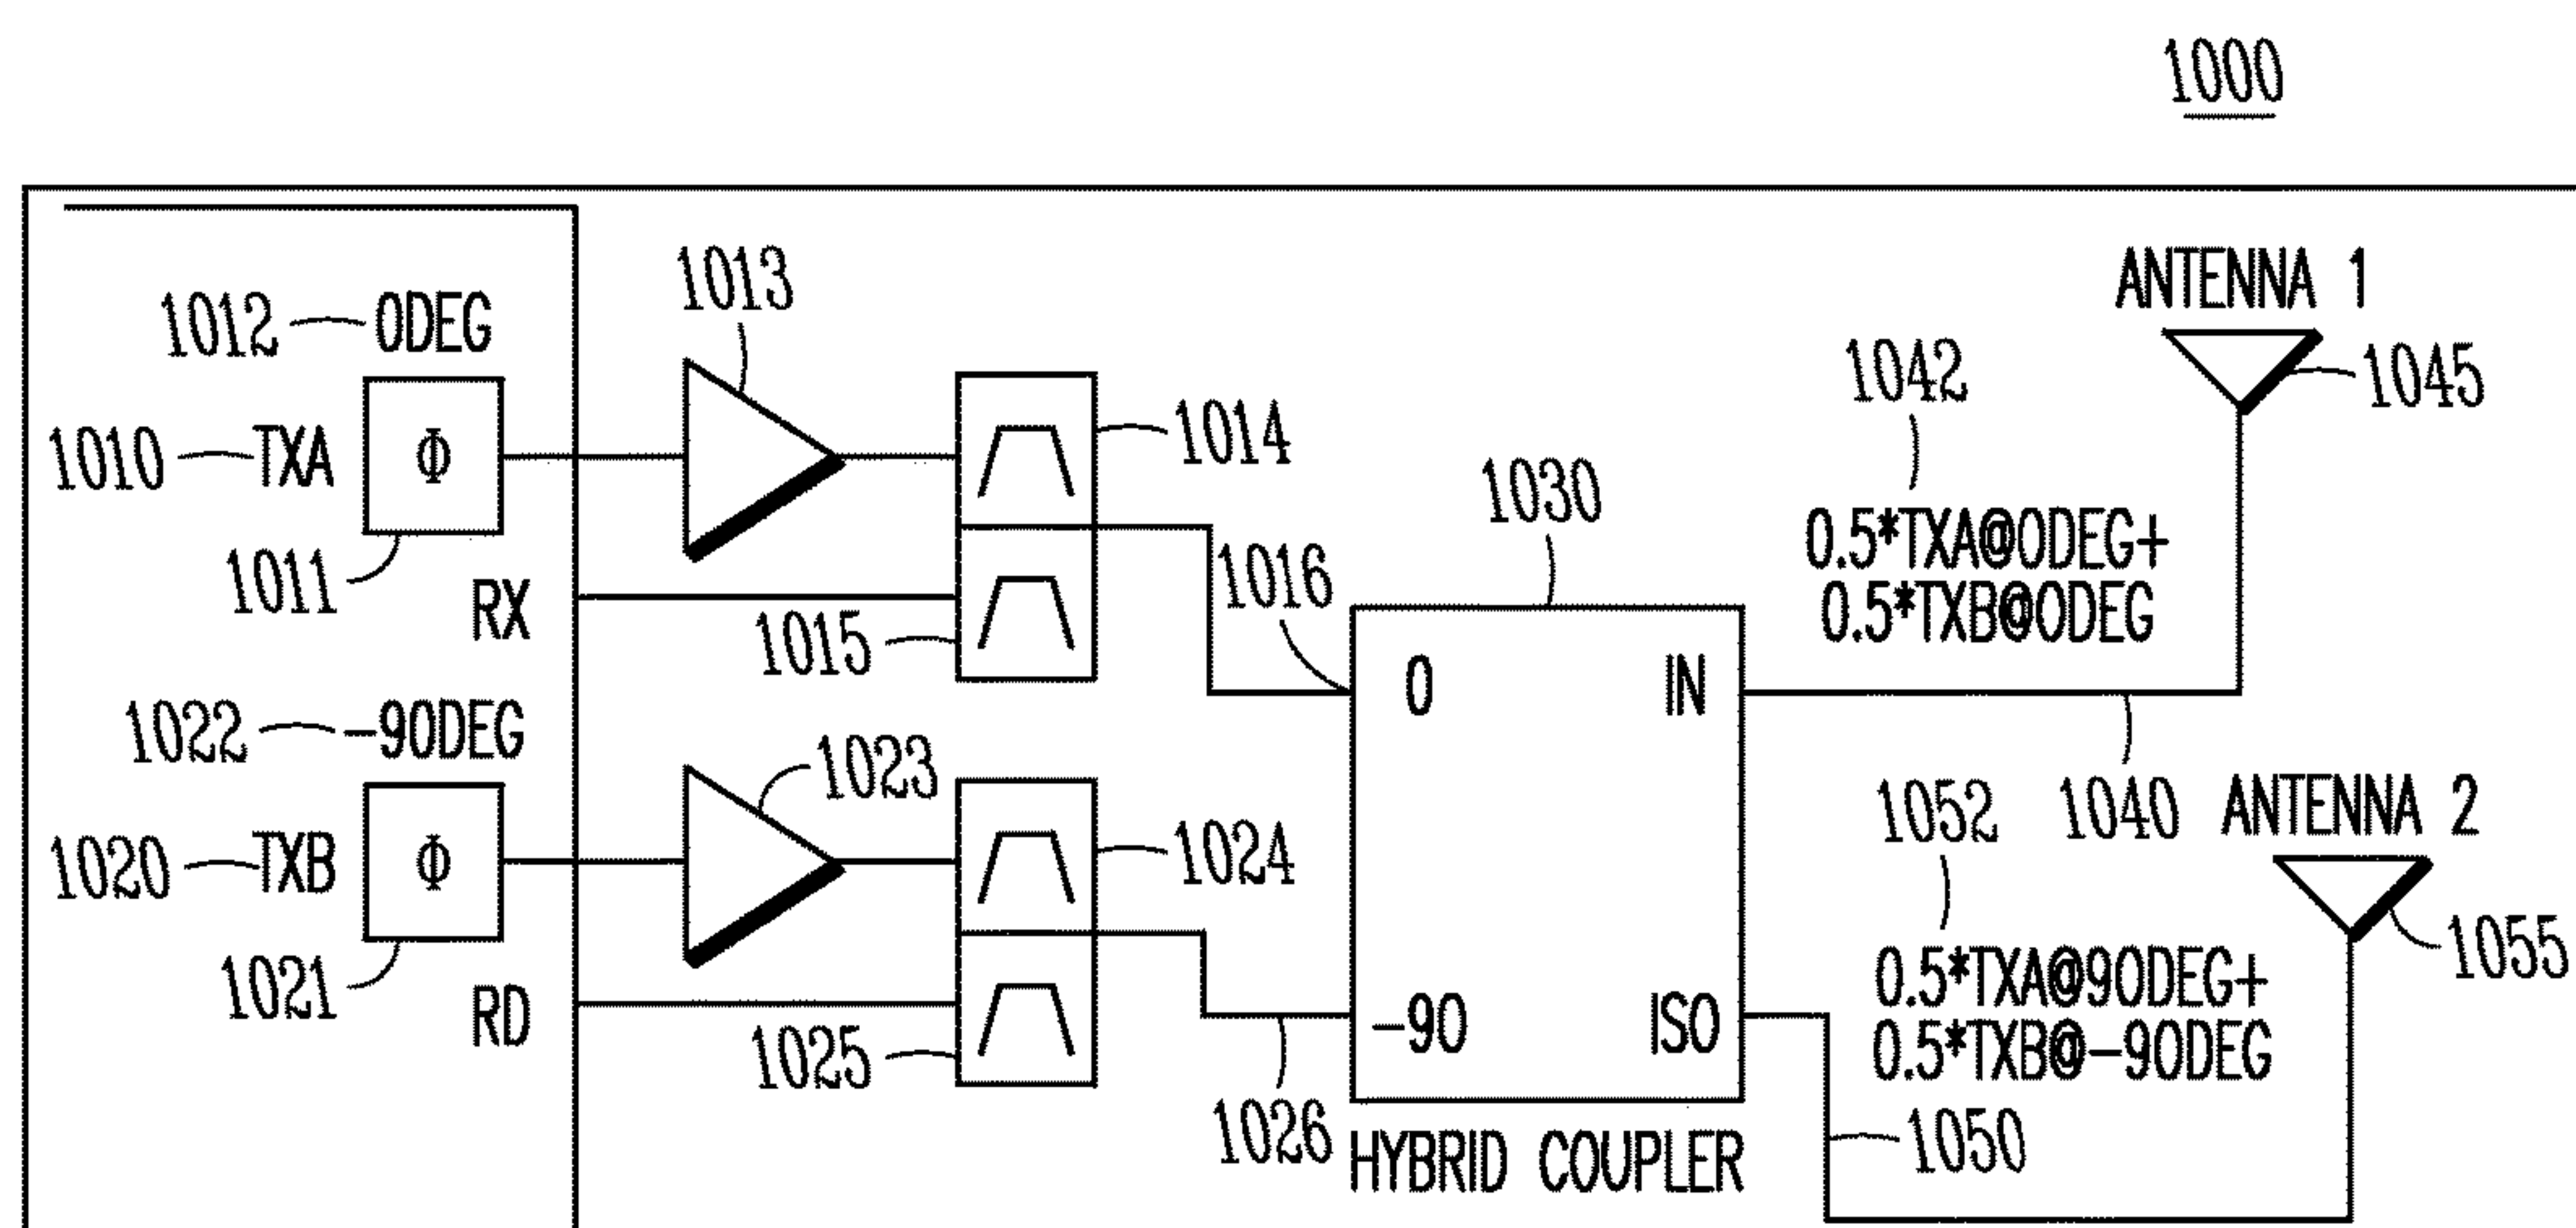 1000
1012
0DEG
1013
ANTENNA 1
1042
1045
1010
TXA
Φ
1014
1030
0.5*TXA@0DEG+
0.5*TXB@0DEG
1011
RX
1015
1016
0
IN
1022
-90DEG
1023
1052
1040
ANTENNA 2
1020
TXB
Φ
1024
1055
1021
RD
1025
1026
-90
ISO
0.5*TXA@90DEG+
0.5*TXB@-90DEG
1050
HYBRID COUPLER